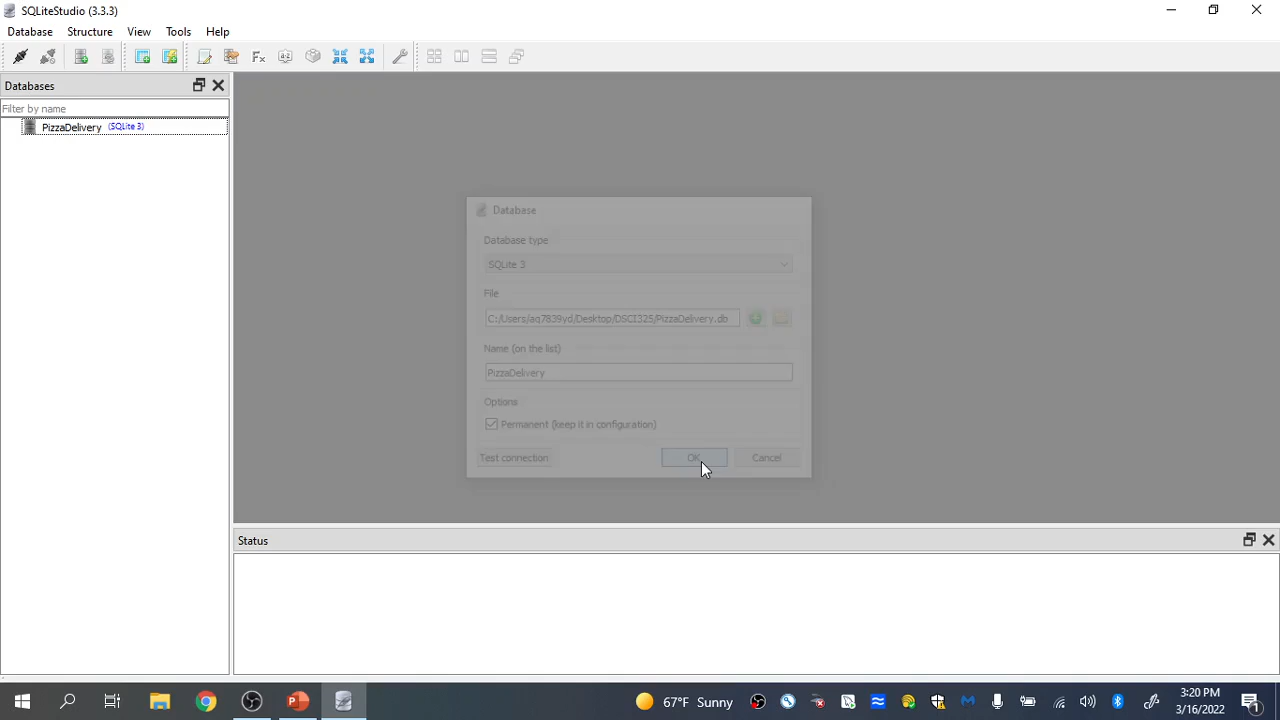 SQLiteStudio (3.3.3)
Database Structure View Tools Help
Databases
Filter by name
PizzaDelivery (SQLite 3)
Database
Database type
SQLite 3
File
C:/Users/aq7839yd/Desktop/DSCI325/PizzaDelivery.db
Name (on the list)
PizzaDelivery
Options
Permanent (keep it in configuration)
Test connection OK Cancel
Status
67°F Sunny
3:20 PM
3/16/2022
1